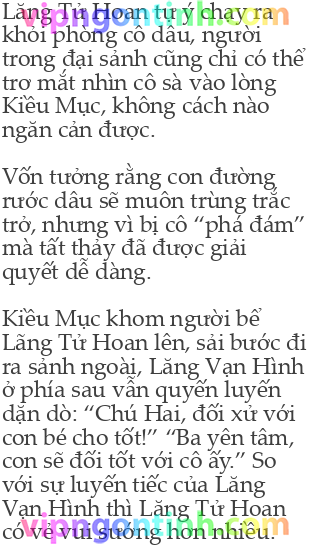 Lăng Tử Hoan tự ý chạy ra
khỏi phòng cô dâu, người
trong đại sảnh cũng chỉ có thể
trơ mắt nhìn cô sà vào lòng
Kiều Mục, không cách nào
ngăn cản được.
Vốn tưởng rằng con đường
rước dâu sẽ muôn trùng trắc
trở, nhưng vì bị cô “phá đám”
mà tất thảy đã được giải
quyết dễ dàng.
Kiều Mục khom người bể
Lãng Tử Hoan lên, sải bước đi
ra sảnh ngoài, Lăng Vạn Hình
ở phía sau vẫn quyến luyến
dặn dò: “Chú Hai, đối xử với
con bé cho tốt!” “Ba yên tâm,
con sẽ đối tốt với cô ấy.” So
với sự luyến tiếc của Lăng
Vạn Hình thì Lăng Tử Hoan
có vẻ vui sướng hơn nhiều.
vipngontinh.com
vipngontinh.com